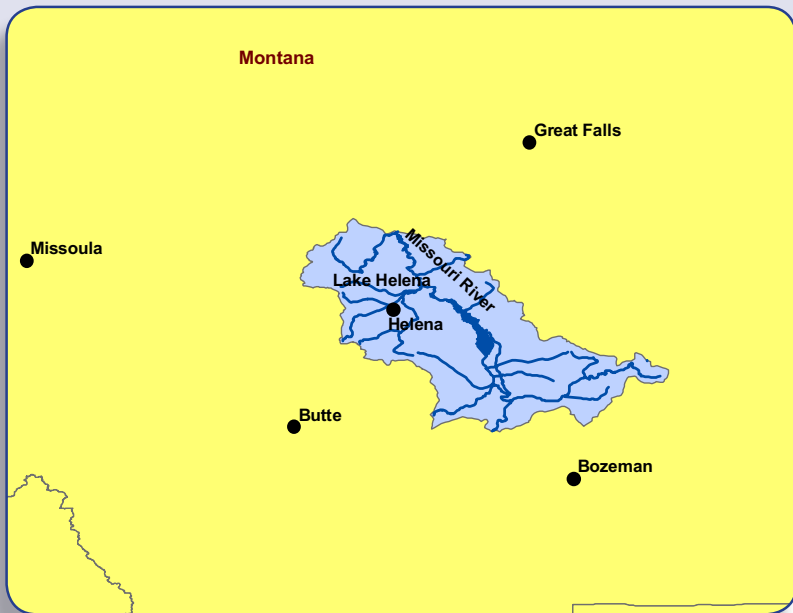 Montana
Great Falls
Missoula
Missouri River
Lake Helena
Helena
Butte
Bozeman